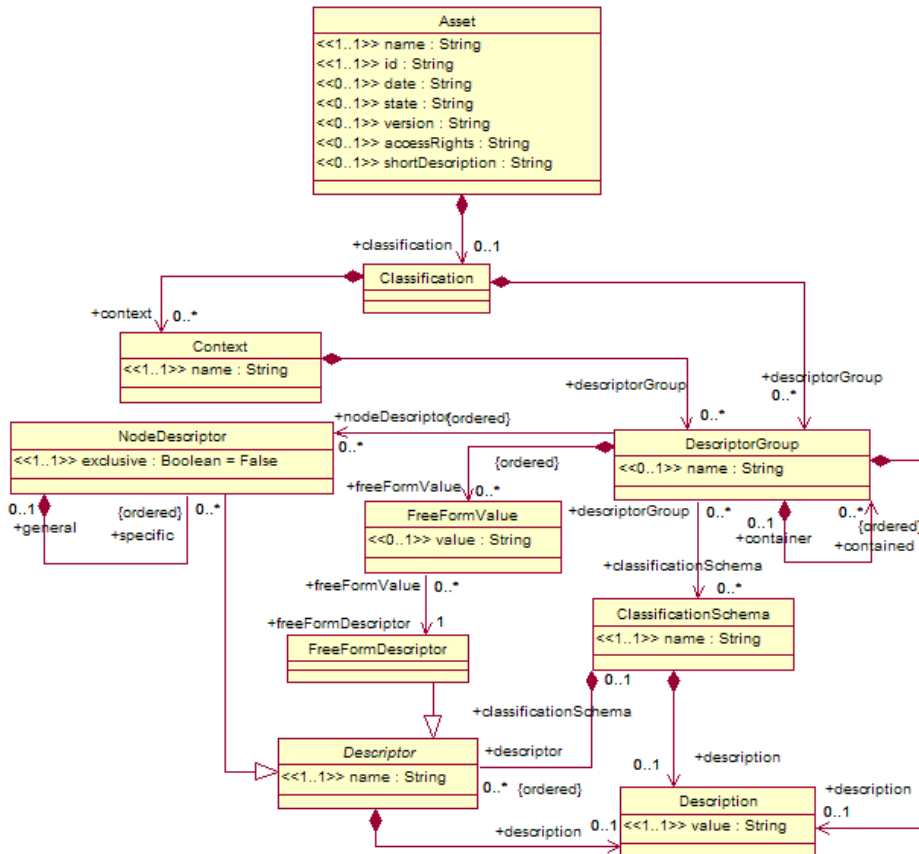 Asset
<<1..1>> name : String
<<1..1>> id : String
<<0..1>> date : String
<<0..1>> state : String
<<0..1>> version : String
<<0..1>> accessRights : String
<<0..1>> shortDescription : String
+classification 0..1
Classification
+context 0..*
Context
<<1..1>> name : String
+descriptorGroup 0..*
+descriptorGroup 0..*
+nodeDescriptor {ordered}
0..*
NodeDescriptor
<<1..1>> exclusive : Boolean = False
0..1 +general
{ordered} +specific
0..*
DescriptorGroup
<<0..1>> name : String
{ordered}
+freeFormValue 0..*
FreeFormValue
<<0..1>> value : String
+descriptorGroup 0..*
0..1 +container
0..* {ordered} +contained
+classificationSchema 0..*
+freeFormValue 0..*
+freeFormDescriptor 1
FreeFormDescriptor
ClassificationSchema
<<1..1>> name : String
0..1
+classificationSchema
Descriptor
<<1..1>> name : String
+descriptor
0..* {ordered}
+description
0..1
+description
0..1
+description
0..1
Description
<<1..1>> value : String